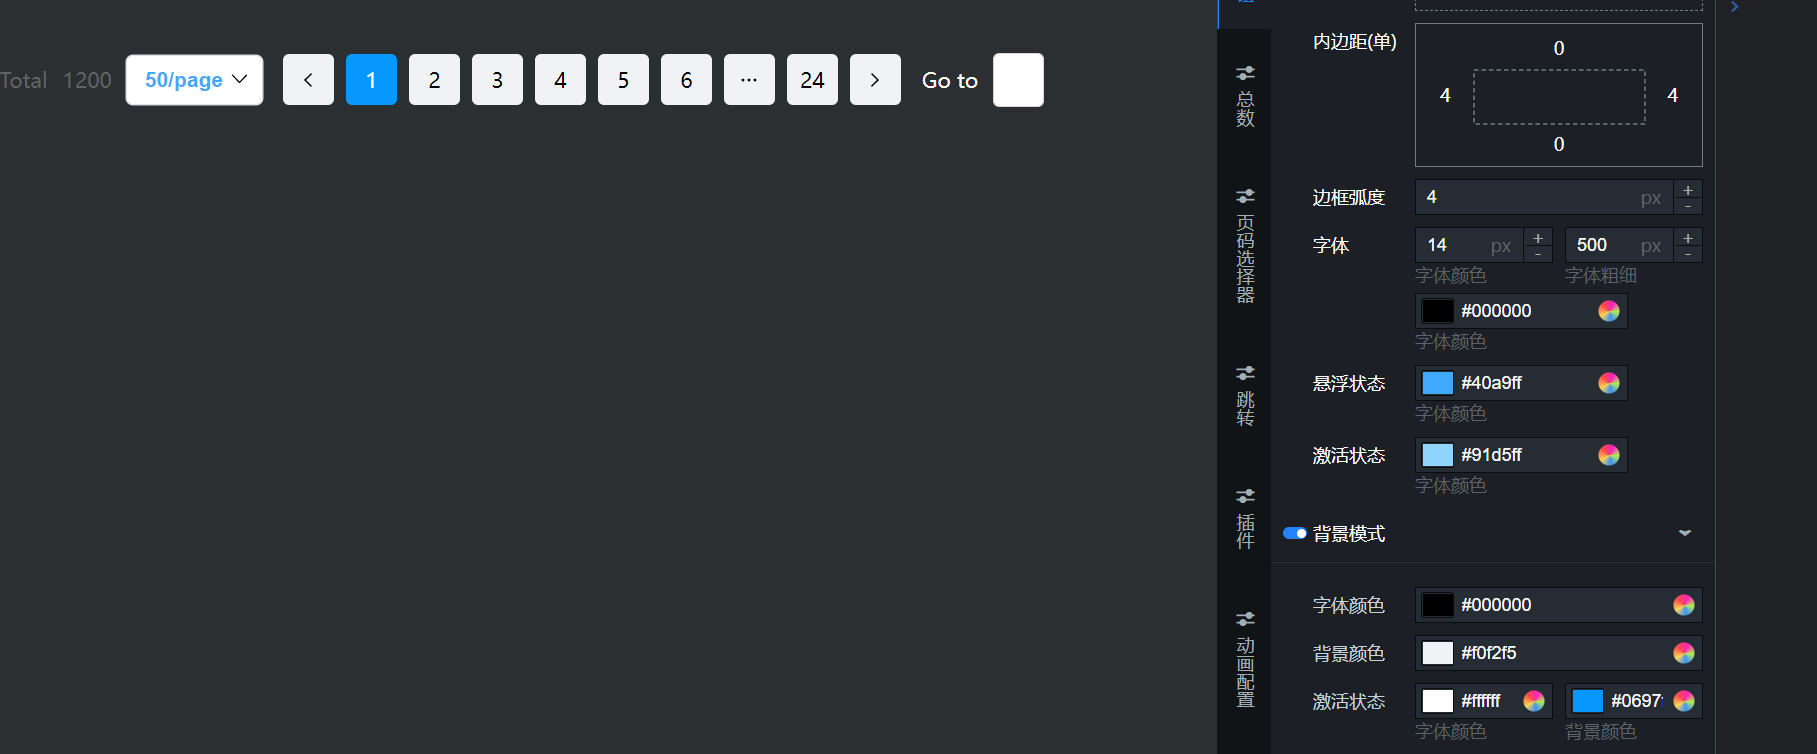 Total 1200 50/page 1 2 3 4 5 6 ··· 24 Go to
总数
页码选择器
跳转
插件
动画配置
内边距(单)
0
4 4
0
边框弧度 4 px + -
字体 14 px + - 500 px + -
字体颜色 字体粗细
#000000
字体颜色
悬浮状态 #40a9ff
字体颜色
激活状态 #91d5ff
字体颜色
背景模式
字体颜色 #000000
背景颜色 #f0f2f5
激活状态 #ffffff #0697
字体颜色 背景颜色